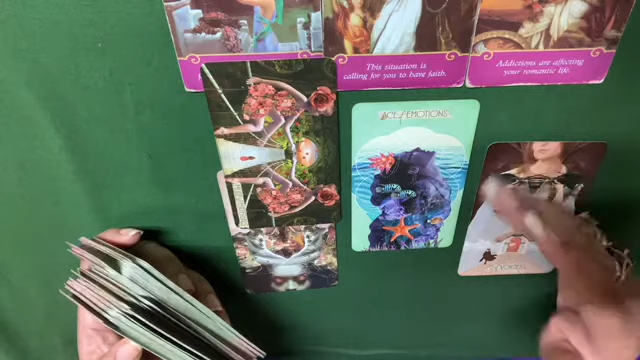 This situation is
calling for you to have faith.
Addictions are affecting
your romantic life.
ACE of EMOTIONS